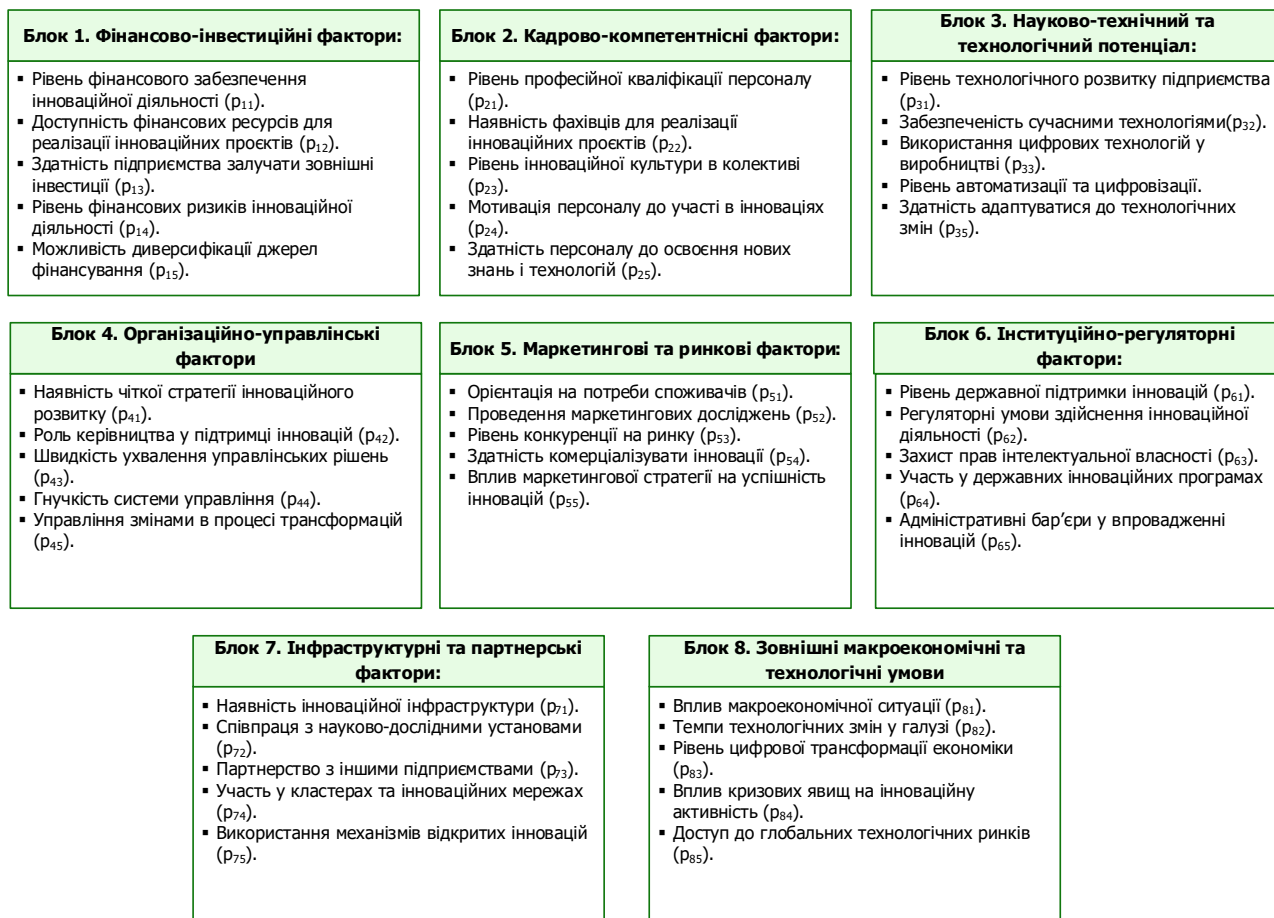 Блок 1. Фінансово-інвестиційні фактори:
▪ Рівень фінансового забезпечення
інноваційної діяльності (p₁₁).
▪ Доступність фінансових ресурсів для
реалізації інноваційних проєктів (p₁₂).
▪ Здатність підприємства залучати зовнішні
інвестиції (p₁₃).
▪ Рівень фінансових ризиків інноваційної
діяльності (p₁₄).
▪ Можливість диверсифікації джерел
фінансування (p₁₅).
Блок 2. Кадрово-компетентнісні фактори:
▪ Рівень професійної кваліфікації персоналу
(p₂₁).
▪ Наявність фахівців для реалізації
інноваційних проєктів (p₂₂).
▪ Рівень інноваційної культури в колективі
(p₂₃).
▪ Мотивація персоналу до участі в інноваціях
(p₂₄).
▪ Здатність персоналу до освоєння нових
знань і технологій (p₂₅).
Блок 3. Науково-технічний та
технологічний потенціал:
▪ Рівень технологічного розвитку підприємства
(p₃₁).
▪ Забезпеченість сучасними технологіями(p₃₂).
▪ Використання цифрових технологій у
виробництві (p₃₃).
▪ Рівень автоматизації та цифровізації.
▪ Здатність адаптуватися до технологічних
змін (p₃₅).
Блок 4. Організаційно-управлінські
фактори
▪ Наявність чіткої стратегії інноваційного
розвитку (p₄₁).
▪ Роль керівництва у підтримці інновацій (p₄₂).
▪ Швидкість ухвалення управлінських рішень
(p₄₃).
▪ Гнучкість системи управління (p₄₄).
▪ Управління змінами в процесі трансформацій
(p₄₅).
Блок 5. Маркетингові та ринкові фактори:
▪ Орієнтація на потреби споживачів (p₅₁).
▪ Проведення маркетингових досліджень (p₅₂).
▪ Рівень конкуренції на ринку (p₅₃).
▪ Здатність комерціалізувати інновації (p₅₄).
▪ Вплив маркетингової стратегії на успішність
інновацій (p₅₅).
Блок 6. Інституційно-регуляторні
фактори:
▪ Рівень державної підтримки інновацій (p₆₁).
▪ Регуляторні умови здійснення інноваційної
діяльності (p₆₂).
▪ Захист прав інтелектуальної власності (p₆₃).
▪ Участь у державних інноваційних програмах
(p₆₄).
▪ Адміністративні бар’єри у впровадженні
інновацій (p₆₅).
Блок 7. Інфраструктурні та партнерські
фактори:
▪ Наявність інноваційної інфраструктури (p₇₁).
▪ Співпраця з науково-дослідними установами
(p₇₂).
▪ Партнерство з іншими підприємствами (p₇₃).
▪ Участь у кластерах та інноваційних мережах
(p₇₄).
▪ Використання механізмів відкритих інновацій
(p₇₅).
Блок 8. Зовнішні макроекономічні та
технологічні умови
▪ Вплив макроекономічної ситуації (p₈₁).
▪ Темпи технологічних змін у галузі (p₈₂).
▪ Рівень цифрової трансформації економіки
(p₈₃).
▪ Вплив кризових явищ на інноваційну
активність (p₈₄).
▪ Доступ до глобальних технологічних ринків
(p₈₅).